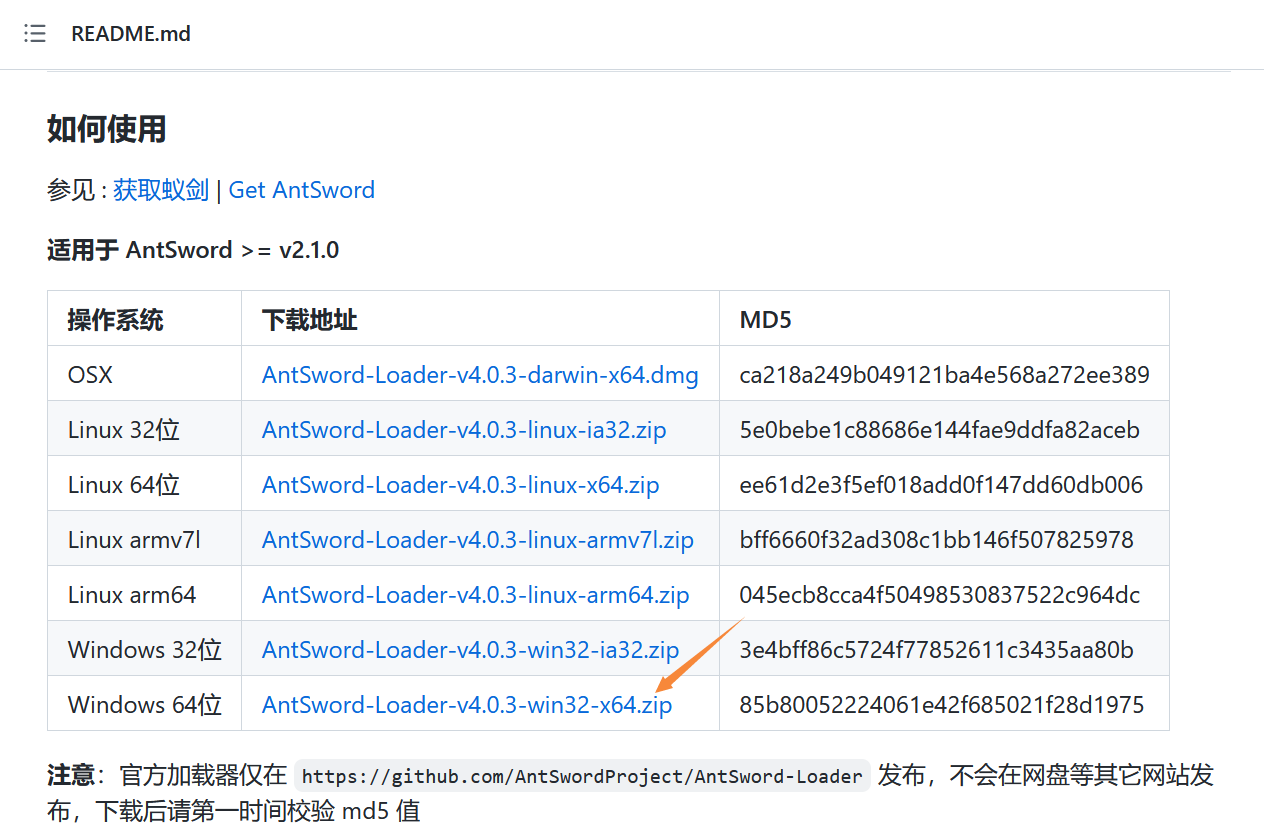 README.md
如何使用
参见 : 获取蚁剑 | Get AntSword
适用于 AntSword >= v2.1.0
操作系统 下载地址 MD5
OSX AntSword-Loader-v4.0.3-darwin-x64.dmg ca218a249b049121ba4e568a272ee389
Linux 32位 AntSword-Loader-v4.0.3-linux-ia32.zip 5e0bebe1c88686e144fae9ddfa82aceb
Linux 64位 AntSword-Loader-v4.0.3-linux-x64.zip ee61d2e3f5ef018add0f147dd60db006
Linux armv7l AntSword-Loader-v4.0.3-linux-armv7l.zip bff6660f32ad308c1bb146f507825978
Linux arm64 AntSword-Loader-v4.0.3-linux-arm64.zip 045ecb8cca4f50498530837522c964dc
Windows 32位 AntSword-Loader-v4.0.3-win32-ia32.zip 3e4bff86c5724f77852611c3435aa80b
Windows 64位 AntSword-Loader-v4.0.3-win32-x64.zip 85b80052224061e42f685021f28d1975
注意：官方加载器仅在 https://github.com/AntSwordProject/AntSword-Loader 发布，不会在网盘等其它网站发
布，下载后请第一时间校验 md5 值